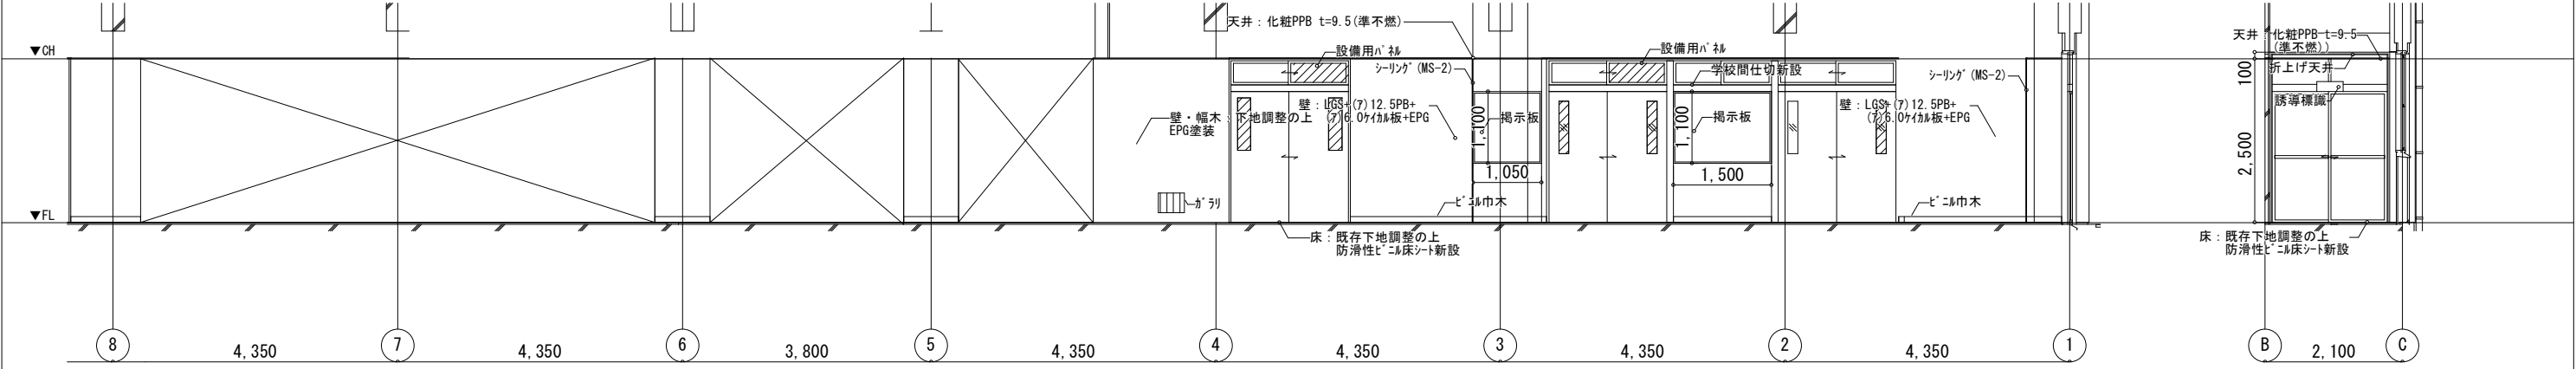 天井：化粧PPB t=9.5(準不燃)
天井：化粧PPB t=9.5
(準不燃))
▼CH
設備用ﾊﾟﾈﾙ
設備用ﾊﾟﾈﾙ
ｼｰﾘﾝｸﾞ(MS-2)
学校間仕切新設
ｼｰﾘﾝｸﾞ(MS-2)
折上げ天井
100
誘導標識
壁・幅木：下地調整の上
EPG塗装
壁：LGS+(ｱ)12.5PB+
(ｱ)6.0ｹｲｶﾙ板+EPG
1,100
掲示板
1,100
掲示板
壁：LGS+(ｱ)12.5PB+
(ｱ)6.0ｹｲｶﾙ板+EPG
2,500
1,050
1,500
ｶﾞﾗﾘ
ﾋﾞﾆﾙ巾木
ﾋﾞﾆﾙ巾木
▼FL
床：既存下地調整の上
防滑性ﾋﾞﾆﾙ床ｼｰﾄ新設
床：既存下地調整の上
防滑性ﾋﾞﾆﾙ床ｼｰﾄ新設
8 7 6 5 4 3 2 1 B C
4,350 4,350 3,800 4,350 4,350 4,350 4,350 2,100